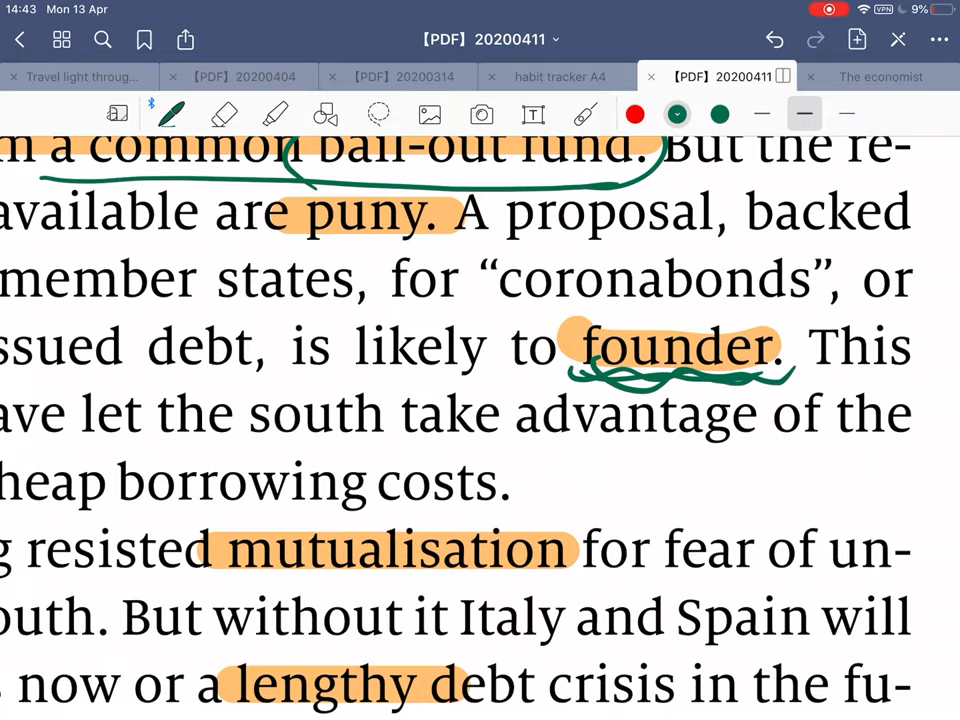 14:43 Mon 13 Apr
VPN 9%
【PDF】20200411
Travel light throug... 【PDF】20200404 【PDF】20200314 habit tracker A4 【PDF】20200411 The economist
m a common bail-out fund. But the re-
available are puny. A proposal, backed
member states, for “coronabonds”, or
ssued debt, is likely to founder. This
ave let the south take advantage of the
heap borrowing costs.
g resisted mutualisation for fear of un-
outh. But without it Italy and Spain will
now or a lengthy debt crisis in the fu-